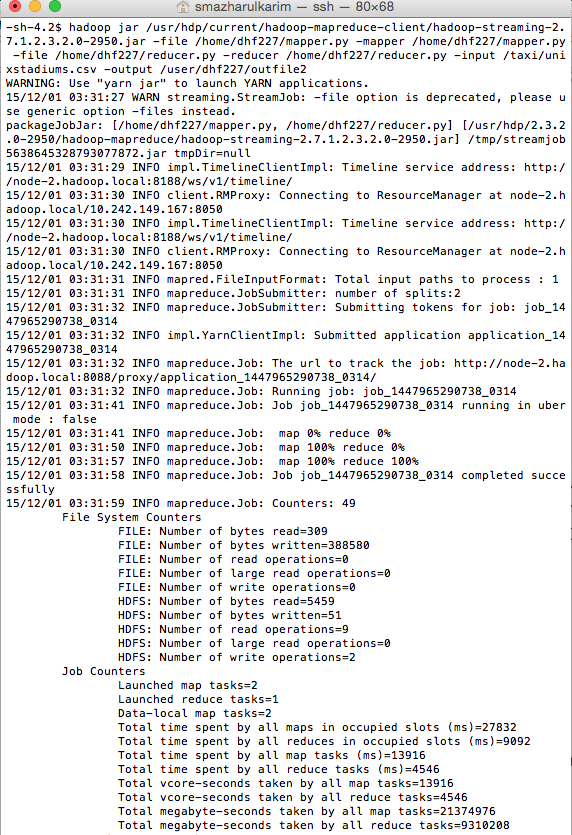 smazharulkarim — ssh — 80×68
-sh-4.2$ hadoop jar /usr/hdp/current/hadoop-mapreduce-client/hadoop-streaming-2.
7.1.2.3.2.0-2950.jar -file /home/dhf227/mapper.py -mapper /home/dhf227/mapper.py
 -file /home/dhf227/reducer.py -reducer /home/dhf227/reducer.py -input /taxi/uni
xstadiums.csv -output /user/dhf227/outfile2
WARNING: Use "yarn jar" to launch YARN applications.
15/12/01 03:31:27 WARN streaming.StreamJob: -file option is deprecated, please u
se generic option -files instead.
packageJobJar: [/home/dhf227/mapper.py, /home/dhf227/reducer.py] [/usr/hdp/2.3.2
.0-2950/hadoop-mapreduce/hadoop-streaming-2.7.1.2.3.2.0-2950.jar] /tmp/streamjob
5638645328793077872.jar tmpDir=null
15/12/01 03:31:29 INFO impl.TimelineClientImpl: Timeline service address: http:/
/node-2.hadoop.local:8188/ws/v1/timeline/
15/12/01 03:31:30 INFO client.RMProxy: Connecting to ResourceManager at node-2.h
adoop.local/10.242.149.167:8050
15/12/01 03:31:30 INFO impl.TimelineClientImpl: Timeline service address: http:/
/node-2.hadoop.local:8188/ws/v1/timeline/
15/12/01 03:31:30 INFO client.RMProxy: Connecting to ResourceManager at node-2.h
adoop.local/10.242.149.167:8050
15/12/01 03:31:31 INFO mapred.FileInputFormat: Total input paths to process : 1
15/12/01 03:31:31 INFO mapreduce.JobSubmitter: number of splits:2
15/12/01 03:31:32 INFO mapreduce.JobSubmitter: Submitting tokens for job: job_14
47965290738_0314
15/12/01 03:31:32 INFO impl.YarnClientImpl: Submitted application application_14
47965290738_0314
15/12/01 03:31:32 INFO mapreduce.Job: The url to track the job: http://node-2.ha
doop.local:8088/proxy/application_1447965290738_0314/
15/12/01 03:31:32 INFO mapreduce.Job: Running job: job_1447965290738_0314
15/12/01 03:31:41 INFO mapreduce.Job: Job job_1447965290738_0314 running in uber
 mode : false
15/12/01 03:31:41 INFO mapreduce.Job:  map 0% reduce 0%
15/12/01 03:31:50 INFO mapreduce.Job:  map 100% reduce 0%
15/12/01 03:31:57 INFO mapreduce.Job:  map 100% reduce 100%
15/12/01 03:31:58 INFO mapreduce.Job: Job job_1447965290738_0314 completed succe
ssfully
15/12/01 03:31:59 INFO mapreduce.Job: Counters: 49
File System Counters
FILE: Number of bytes read=309
FILE: Number of bytes written=388580
FILE: Number of read operations=0
FILE: Number of large read operations=0
FILE: Number of write operations=0
HDFS: Number of bytes read=5459
HDFS: Number of bytes written=51
HDFS: Number of read operations=9
HDFS: Number of large read operations=0
HDFS: Number of write operations=2
Job Counters
Launched map tasks=2
Launched reduce tasks=1
Data-local map tasks=2
Total time spent by all maps in occupied slots (ms)=27832
Total time spent by all reduces in occupied slots (ms)=9092
Total time spent by all map tasks (ms)=13916
Total time spent by all reduce tasks (ms)=4546
Total vcore-seconds taken by all map tasks=13916
Total vcore-seconds taken by all reduce tasks=4546
Total megabyte-seconds taken by all map tasks=21374976
Total megabyte-seconds taken by all reduce tasks=9310208